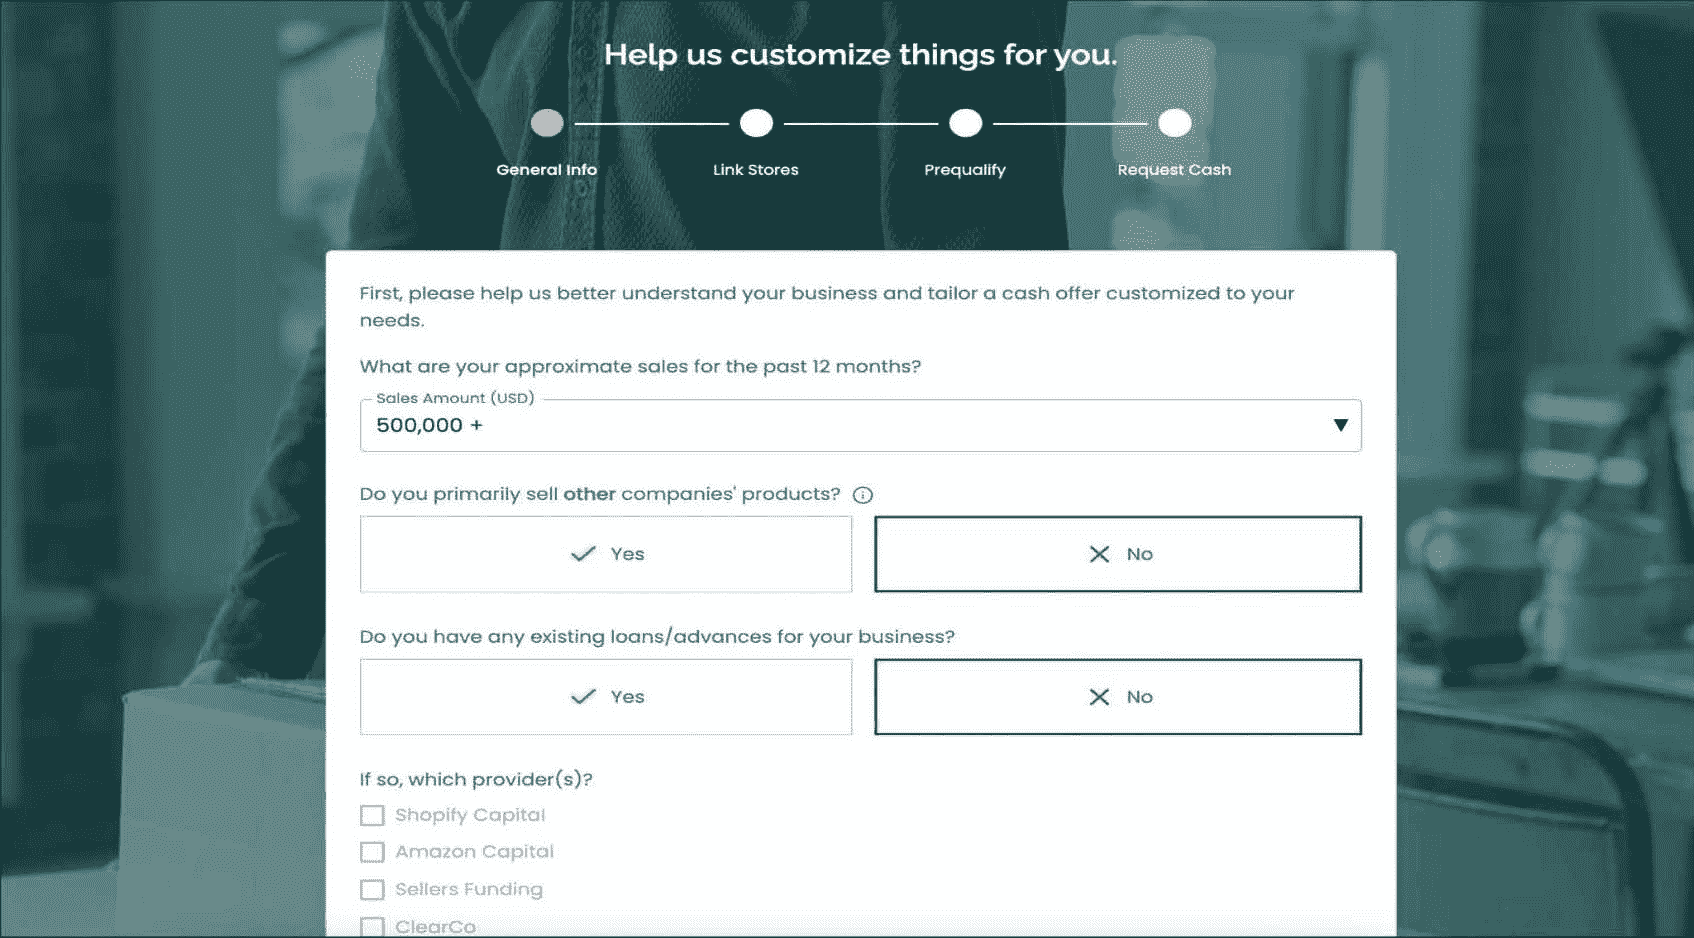 Help us customize things for you.
General Info
Link Stores
Prequalify
Request Cash
First, please help us better understand your business and tailor a cash offer customized to your
needs.
What are your approximate sales for the past 12 months?
Sales Amount (USD)
500,000 +
Do you primarily sell other companies' products?
Yes
No
Do you have any existing loans/advances for your business?
Yes
No
If so, which provider(s)?
Shopify Capital
Amazon Capital
Sellers Funding
ClearCo